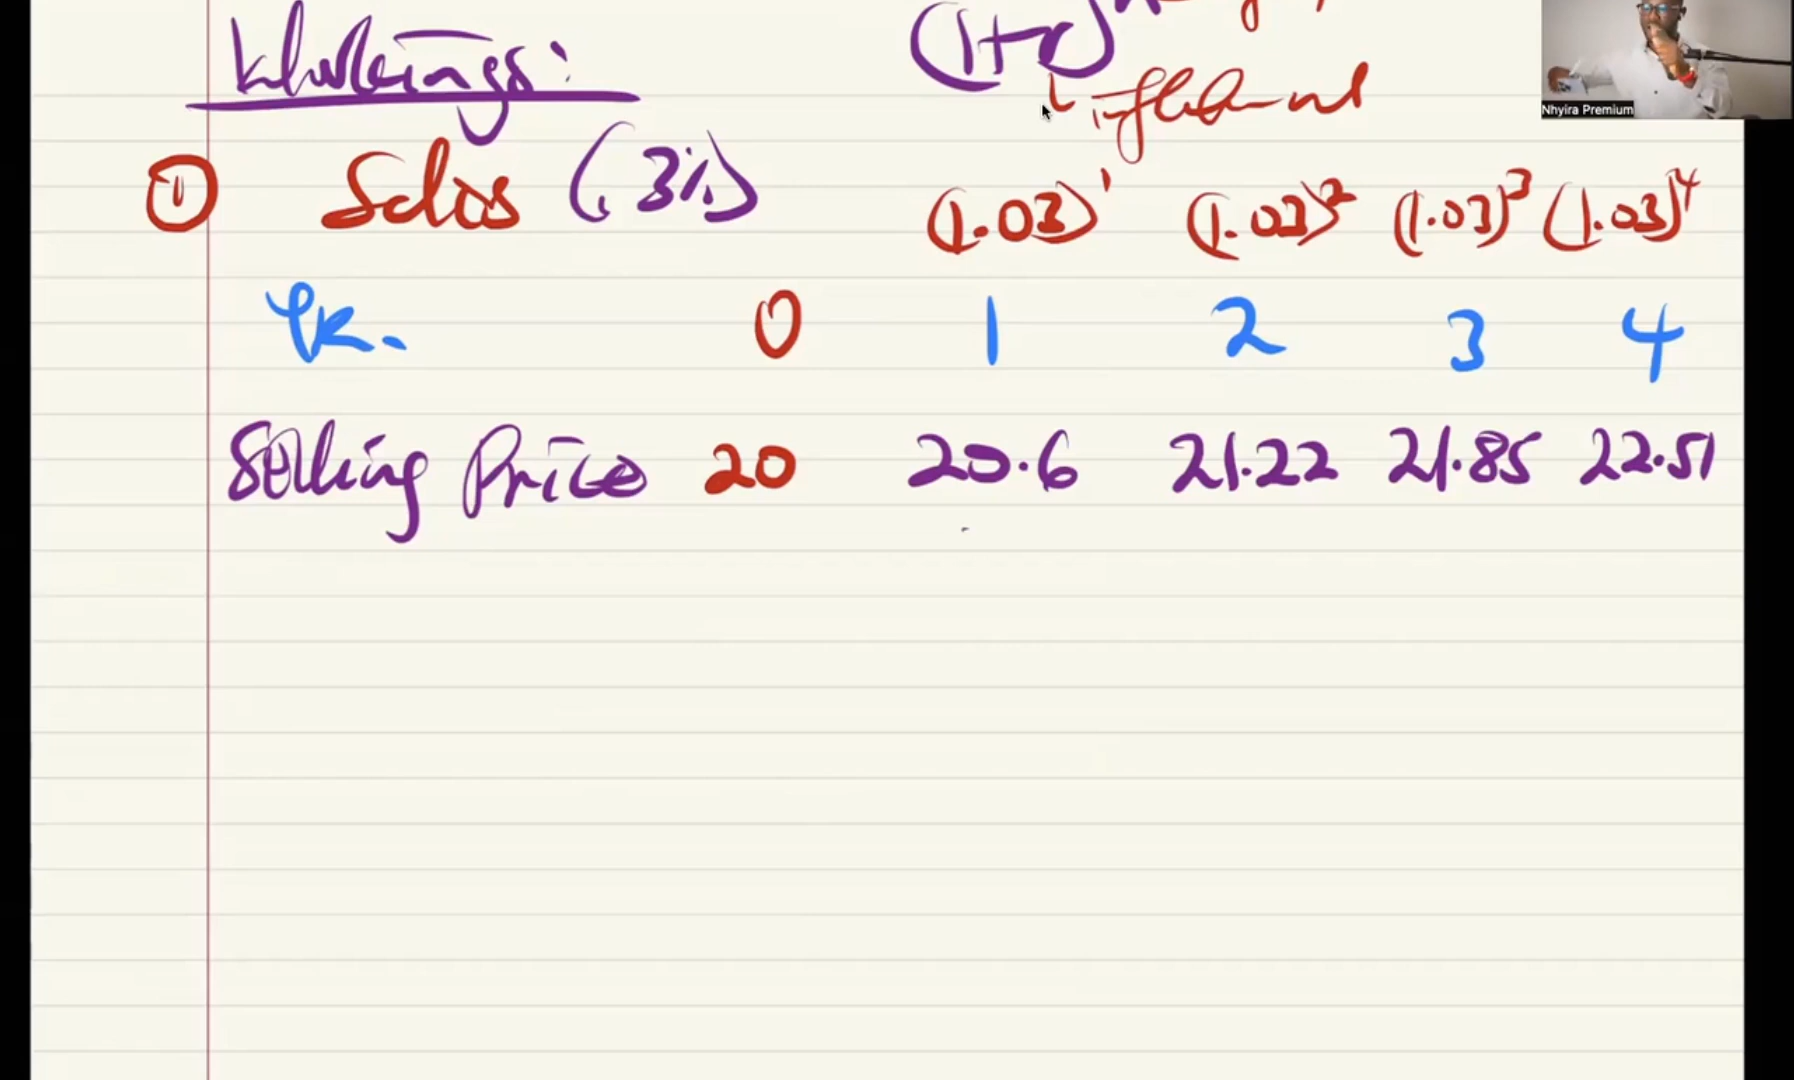 Workings:
(1+r)^n
inflation
Nhyira Premium
① Sales (3%) (1.03)^1 (1.03)^2 (1.03)^3 (1.03)^4
YR. 0 1 2 3 4
Selling Price 20 20.6 21.22 21.85 22.51